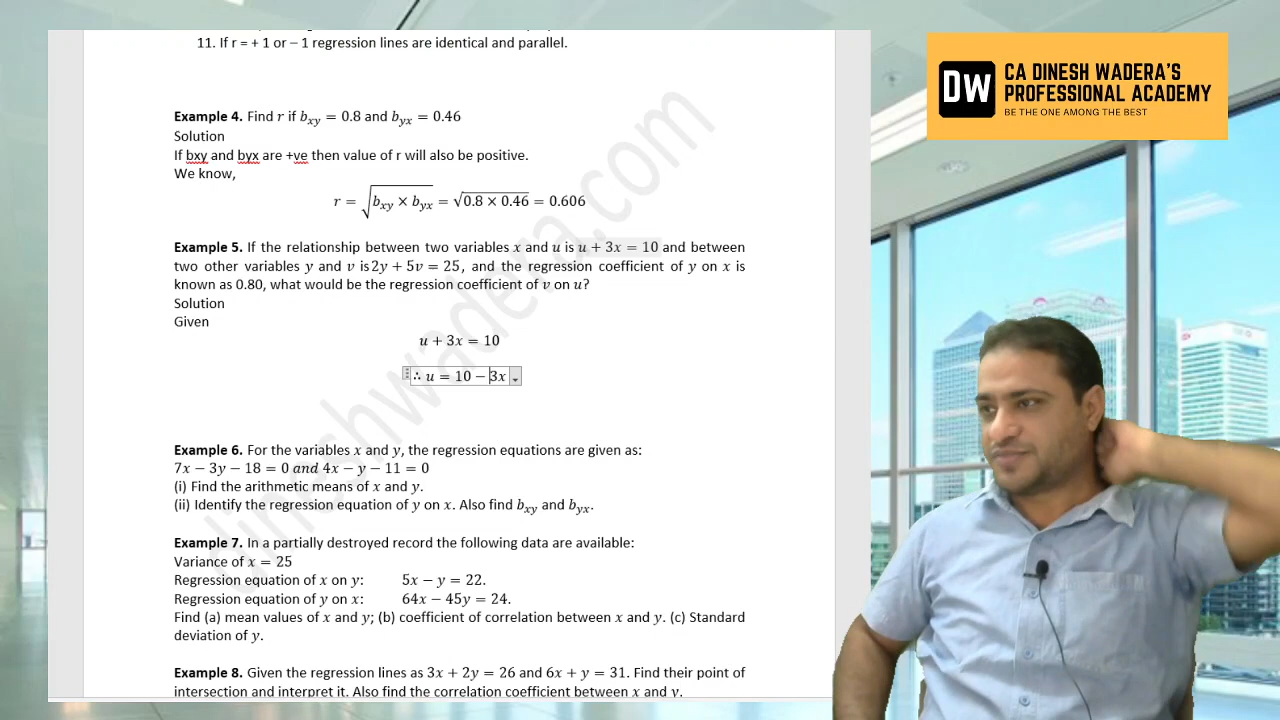 11. If r = + 1 or – 1 regression lines are identical and parallel.
DW
CA DINESH WADERA'S
PROFESSIONAL ACADEMY
BE THE ONE AMONG THE BEST
Example 4. Find r if bxy = 0.8 and byx = 0.46
Solution
If bxy and byx are +ve then value of r will also be positive.
We know,
r = √bxy × byx = √0.8 × 0.46 = 0.606
Example 5. If the relationship between two variables x and u is u + 3x = 10 and between
two other variables y and v is 2y + 5v = 25, and the regression coefficient of y on x is
known as 0.80, what would be the regression coefficient of v on u?
Solution
Given
u + 3x = 10
∴ u = 10 − 3x
Example 6. For the variables x and y, the regression equations are given as:
7x − 3y − 18 = 0 and 4x − y − 11 = 0
(i) Find the arithmetic means of x and y.
(ii) Identify the regression equation of y on x. Also find bxy and byx.
Example 7. In a partially destroyed record the following data are available:
Variance of x = 25
Regression equation of x on y: 5x − y = 22.
Regression equation of y on x: 64x − 45y = 24.
Find (a) mean values of x and y; (b) coefficient of correlation between x and y. (c) Standard
deviation of y.
Example 8. Given the regression lines as 3x + 2y = 26 and 6x + y = 31. Find their point of
intersection and interpret it. Also find the correlation coefficient between x and y.
dineshwadera.com